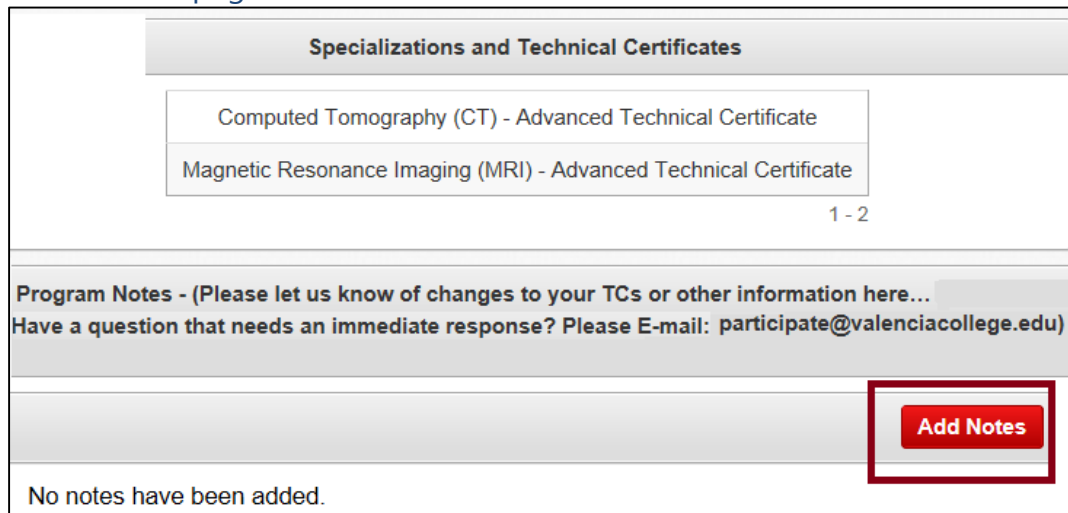 Specializations and Technical Certificates
Computed Tomography (CT) - Advanced Technical Certificate
Magnetic Resonance Imaging (MRI) - Advanced Technical Certificate
1 - 2
Program Notes - (Please let us know of changes to your TCs or other information here...
Have a question that needs an immediate response? Please E-mail: participate@valenciacollege.edu)
Add Notes
No notes have been added.